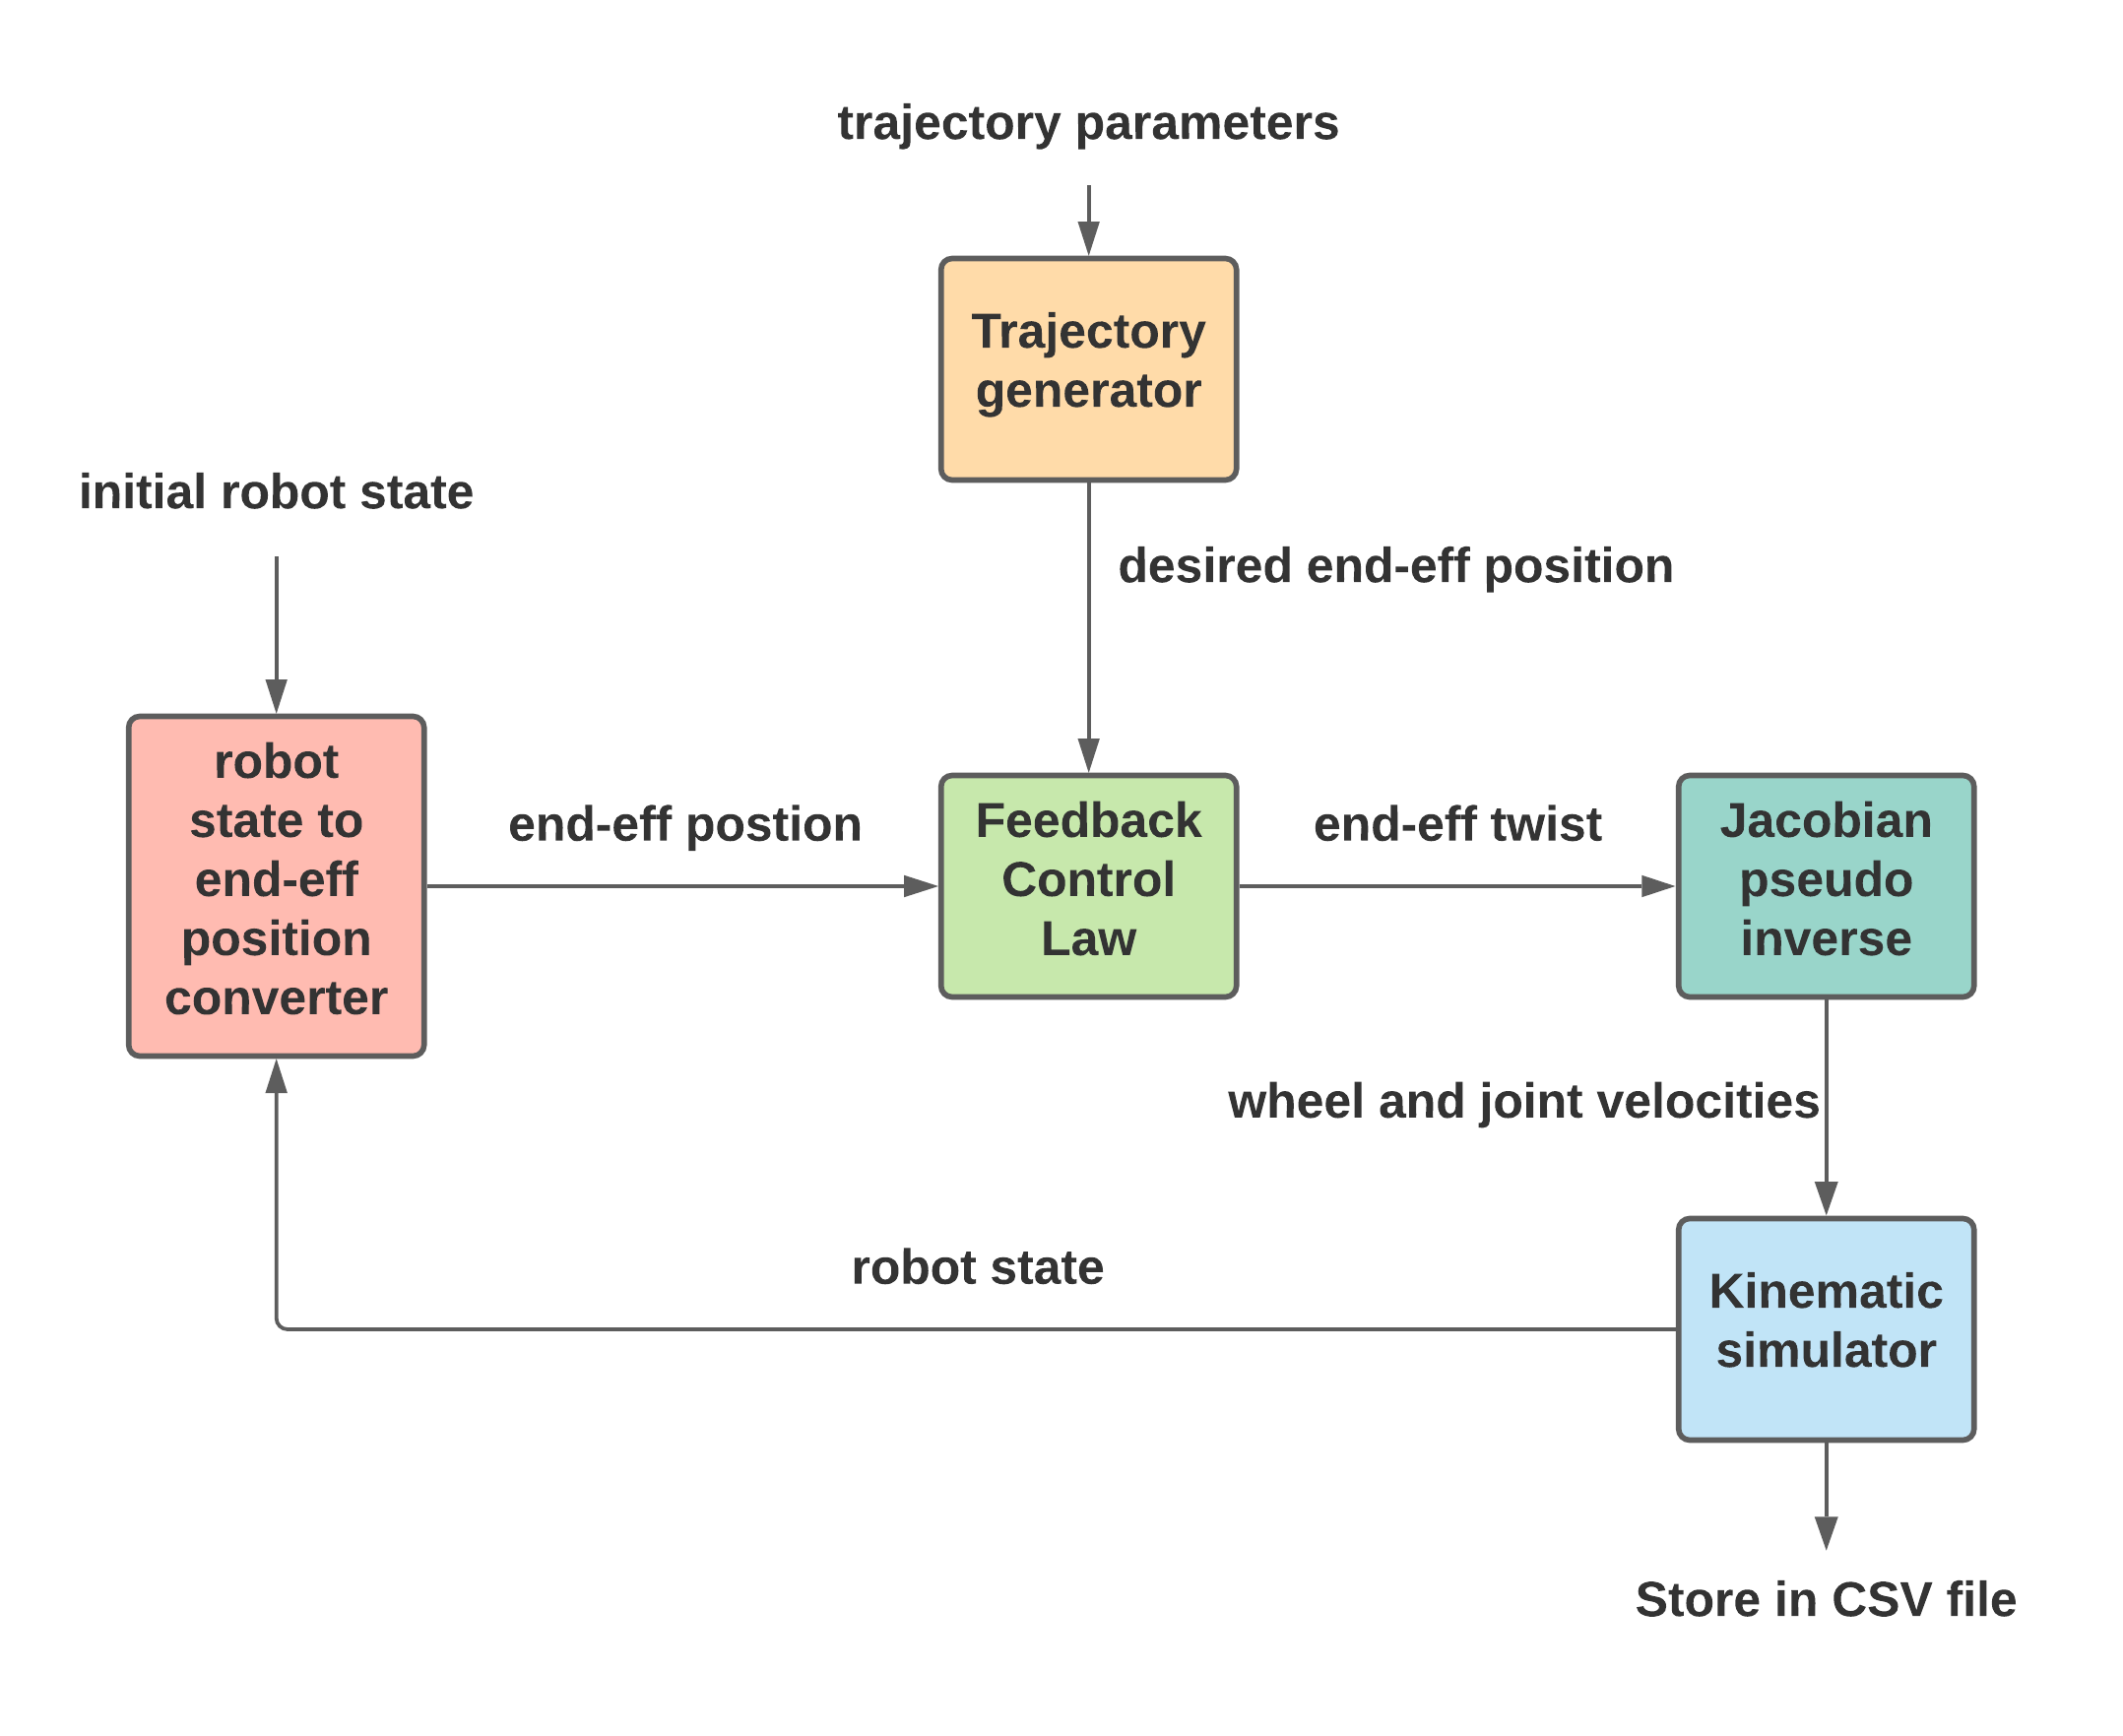 trajectory parameters
Trajectory
generator
initial robot state
desired end-eff position
robot
state to
end-eff
position
converter
end-eff postion
Feedback
Control
Law
end-eff twist
Jacobian
pseudo
inverse
wheel and joint velocities
robot state
Kinematic
simulator
Store in CSV file